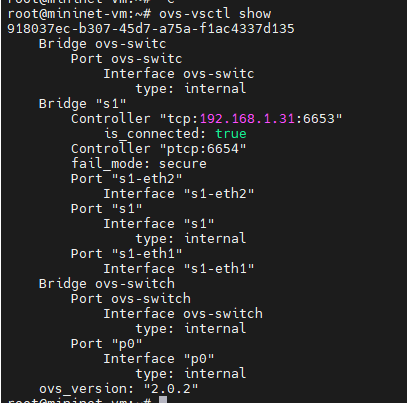 root@mininet-vm:~# ovs-vsctl show
918037ec-b307-45d7-a75a-f1ac4337d135
    Bridge ovs-switc
        Port ovs-switc
            Interface ovs-switc
                type: internal
    Bridge "s1"
        Controller "tcp:192.168.1.31:6653"
            is_connected: true
        Controller "ptcp:6654"
        fail_mode: secure
        Port "s1-eth2"
            Interface "s1-eth2"
        Port "s1"
            Interface "s1"
                type: internal
        Port "s1-eth1"
            Interface "s1-eth1"
    Bridge ovs-switch
        Port ovs-switch
            Interface ovs-switch
                type: internal
        Port "p0"
            Interface "p0"
                type: internal
    ovs_version: "2.0.2"
root@mininet-vm:~#